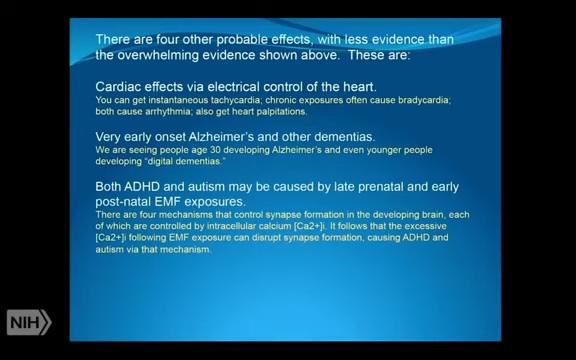 There are four other probable effects, with less evidence than
the overwhelming evidence shown above. These are:
Cardiac effects via electrical control of the heart.
You can get instantaneous tachycardia; chronic exposures often cause bradycardia;
both cause arrhythmia; also get heart palpitations.
Very early onset Alzheimer's and other dementias.
We are seeing people age 30 developing Alzheimer's and even younger people
developing "digital dementias."
Both ADHD and autism may be caused by late prenatal and early
post-natal EMF exposures.
There are four mechanisms that control synapse formation in the developing brain, each
of which are controlled by intracellular calcium [Ca2+]i. It follows that the excessive
[Ca2+]i following EMF exposure can disrupt synapse formation, causing ADHD and
autism via that mechanism.
NIH